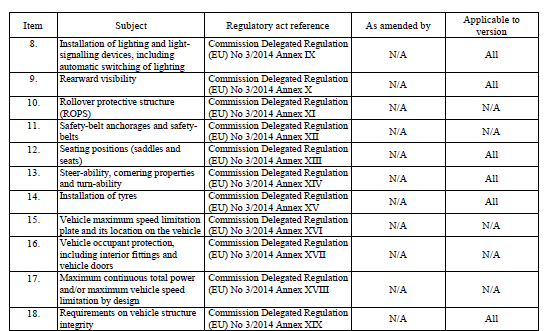 Item Subject Regulatory act reference As amended by Applicable to
version
8. Installation of lighting and light- Commission Delegated Regulation
signalling devices, including (EU) No 3/2014 Annex IX N/A All
automatic switching of lighting
9. Rearward visibility Commission Delegated Regulation
(EU) No 3/2014 Annex X N/A All
10. Rollover protective structure Commission Delegated Regulation
(ROPS) (EU) No 3/2014 Annex XI N/A N/A
11. Safety-belt anchorages and safety- Commission Delegated Regulation
belts (EU) No 3/2014 Annex XII N/A N/A
12. Seating positions (saddles and Commission Delegated Regulation
seats) (EU) No 3/2014 Annex XIII N/A All
13. Steer-ability, cornering properties Commission Delegated Regulation
and turn-ability (EU) No 3/2014 Annex XIV N/A All
14. Installation of tyres Commission Delegated Regulation
(EU) No 3/2014 Annex XV N/A All
15. Vehicle maximum speed limitation Commission Delegated Regulation
plate and its location on the vehicle (EU) No 3/2014 Annex XVI N/A N/A
16. Vehicle occupant protection, Commission Delegated Regulation
including interior fittings and (EU) No 3/2014 Annex XVII N/A N/A
vehicle doors
17. Maximum continuous total power Commission Delegated Regulation
and/or maximum vehicle speed (EU) No 3/2014 Annex XVIII N/A N/A
limitation by design
18. Requirements on vehicle structure Commission Delegated Regulation
integrity (EU) No 3/2014 Annex XIX N/A All